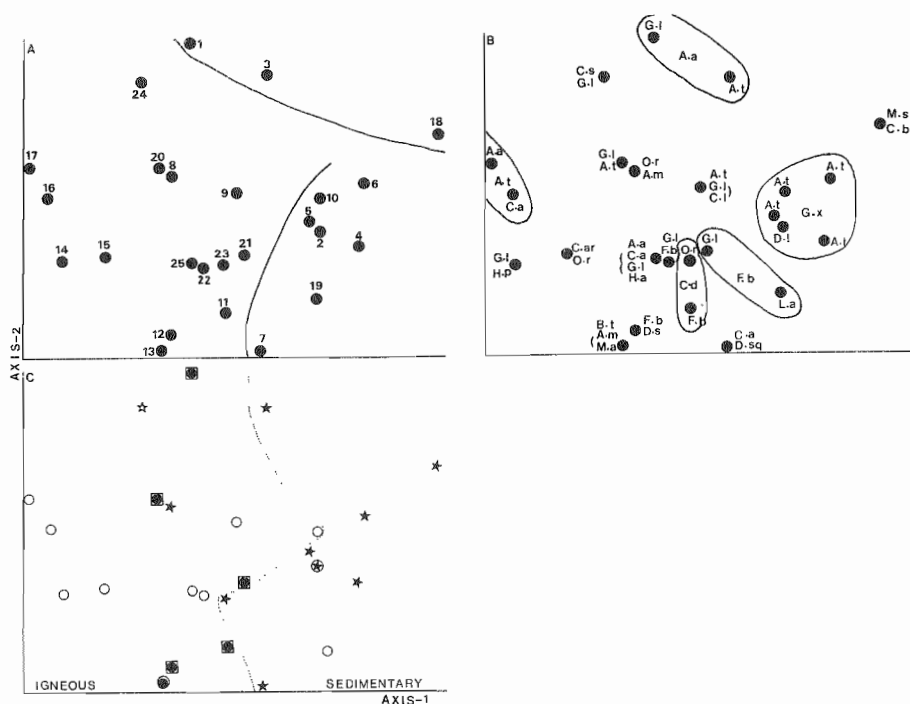 A
1
3
24
18
17
20
8
16
9
10
6
5
2
4
14
15
25
22
23
21
19
11
12
13
7
AXIS-2
B
G·l
A·a
A·t
C·s
G·l
M·s
C·b
A·a
A·t
C·a
G·l
A·t
O·r
A·m
A·t
G·l
C·l
A·t
A·t
A·t
G·x
D·l
A·t
G·l
H·p
C·ar
O·r
A·a
C·a
G·l
H·a
G·l
F·b
O·r
C·d
F·b
G·l
F·b
L·a
B·t
A·m
M·a
F·b
D·s
C·a
D·sq
C
IGNEOUS
SEDIMENTARY
AXIS-1